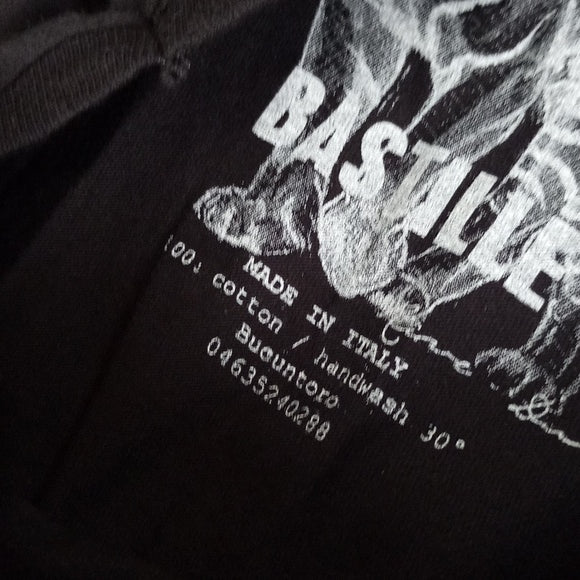 BASTILLE
MADE IN ITALY
100% cotton / handwash 30°
Bucuntoro
04635240288